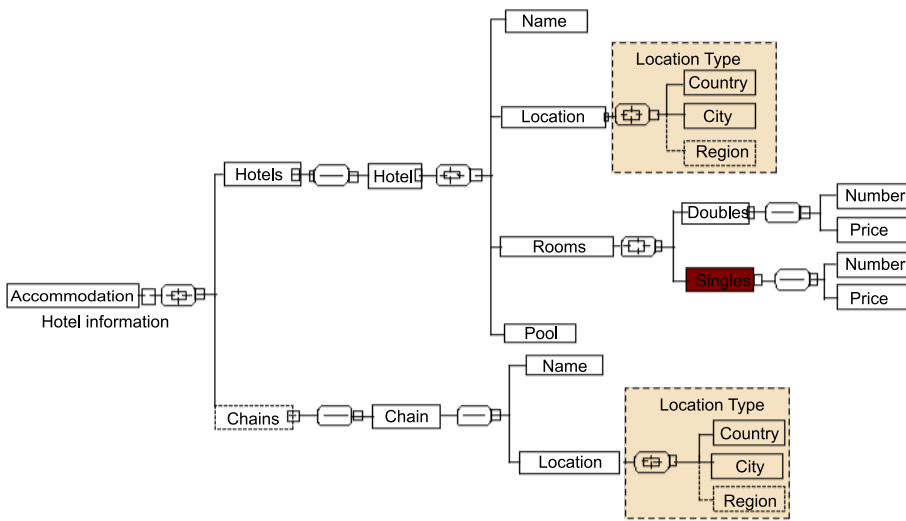 Name
Location Type
Country
Location
City
Region
Hotels
Hotel
Number
Doubles
Price
Rooms
Number
Singles
Price
Accommodation
Hotel information
Pool
Name
Location Type
Chains
Chain
Country
Location
City
Region